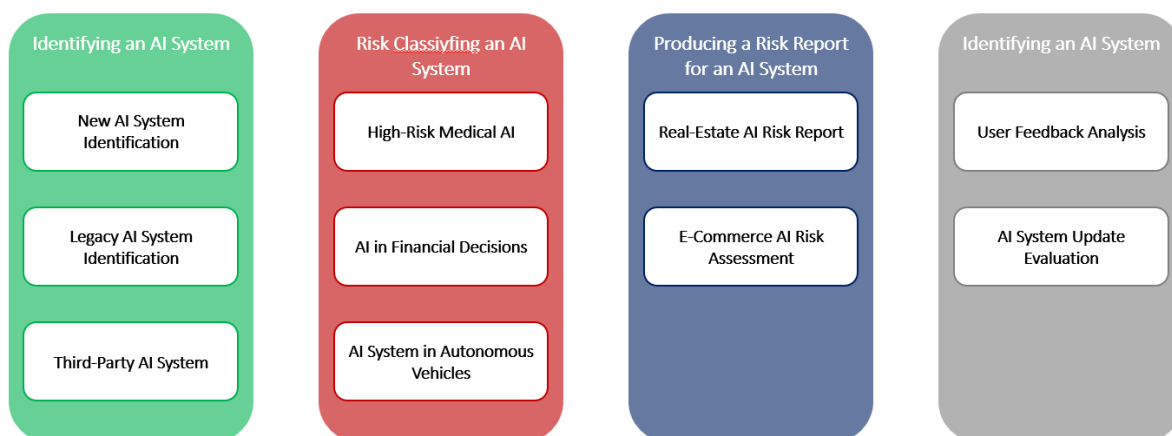 Identifying an AI System
New AI System
Identification
Legacy AI System
Identification
Third-Party AI System
Risk Classiyfing an AI
System
High-Risk Medical AI
AI in Financial Decisions
AI System in Autonomous
Vehicles
Producing a Risk Report
for an AI System
Real-Estate AI Risk Report
E-Commerce AI Risk
Assessment
Identifying an AI System
User Feedback Analysis
AI System Update
Evaluation